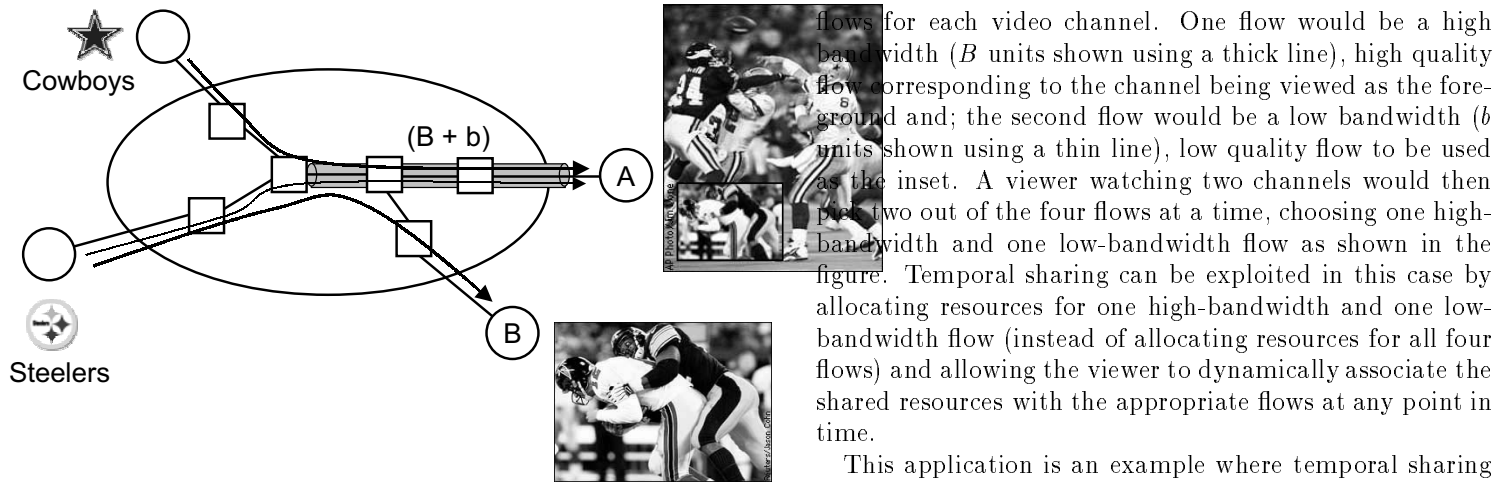 Cowboys
(B + b)
A
B
Steelers
flows for each video channel. One flow would be a high
bandwidth (B units shown using a thick line), high quality
flow corresponding to the channel being viewed as the fore-
ground and; the second flow would be a low bandwidth (b
units shown using a thin line), low quality flow to be used
as the inset. A viewer watching two channels would then
pick two out of the four flows at a time, choosing one high-
bandwidth and one low-bandwidth flow as shown in the
figure. Temporal sharing can be exploited in this case by
allocating resources for one high-bandwidth and one low-
bandwidth flow (instead of allocating resources for all four
flows) and allowing the viewer to dynamically associate the
shared resources with the appropriate flows at any point in
time.
This application is an example where temporal sharing